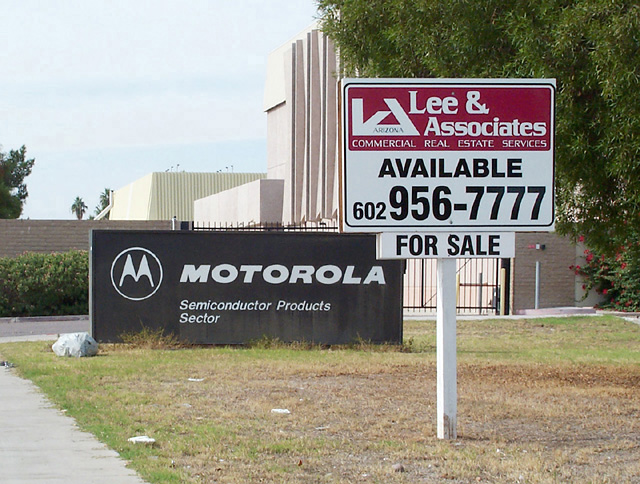 Lee &
Associates
ARIZONA
COMMERCIAL REAL ESTATE SERVICES
AVAILABLE
602 956-7777
FOR SALE
MOTOROLA
Semiconductor Products
Sector